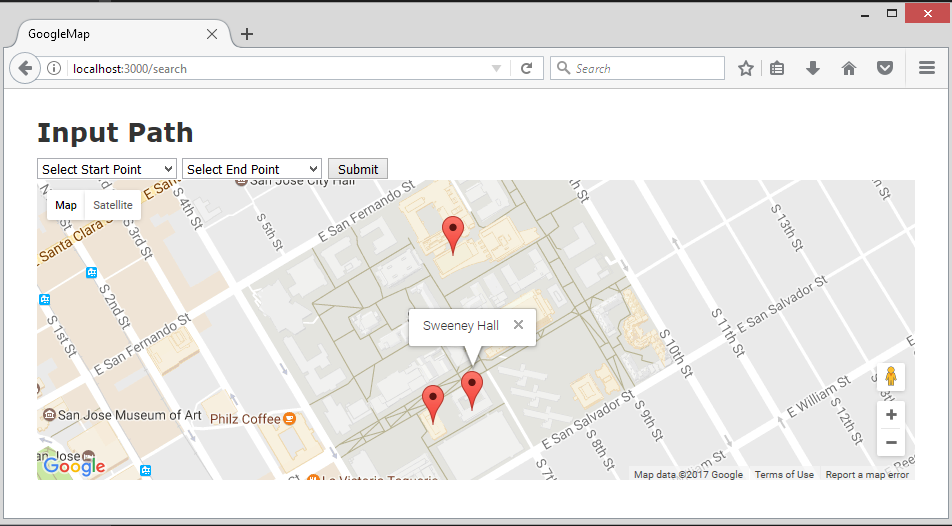 GoogleMap
localhost:3000/search
Search
Input Path
Select Start Point
Select End Point
Submit
Map
Satellite
San Jose City Hall
E San Fernando St
E Santa Clara St
S 3rd St
S 4th St
S 5th St
S 13th St
S 1st St
S 2nd St
E San Fernando St
Sweeney Hall
S 10th St
S 11th St
E San Salvador St
San Jose Museum of Art
Philz Coffee
E San Salvador St
E William St
S 12th St
S 9th St
S 8th St
S 7th
La Victoria Taqueria
Google
Map data ©2017 Google
Terms of Use
Report a map error